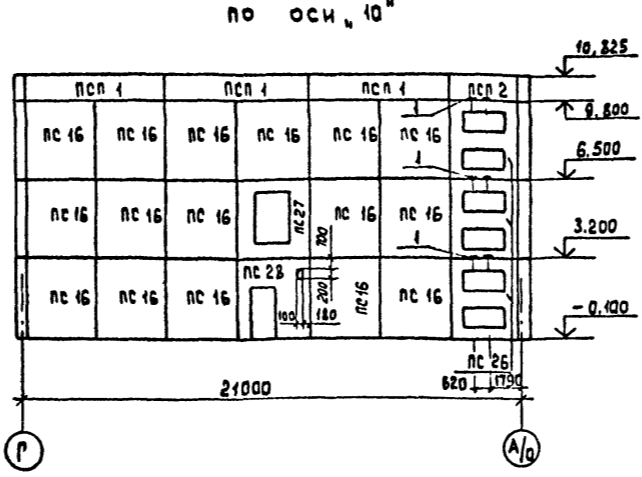 по оси „10"
10.825
псп 1 псп 1 псп 1 псп 2
1
9.800
пс 16 пс 16 пс 16 пс 16 пс 16 пс 16
1
6.500
пс 16 пс 16 пс 16 пс 27 пс 16 пс 16
700
1
3.200
пс 28
пс 16 пс 16 пс 16 200 пс 16 пс 16
100 180
-0.100
пс 26
21000
620 1790
Р
А/